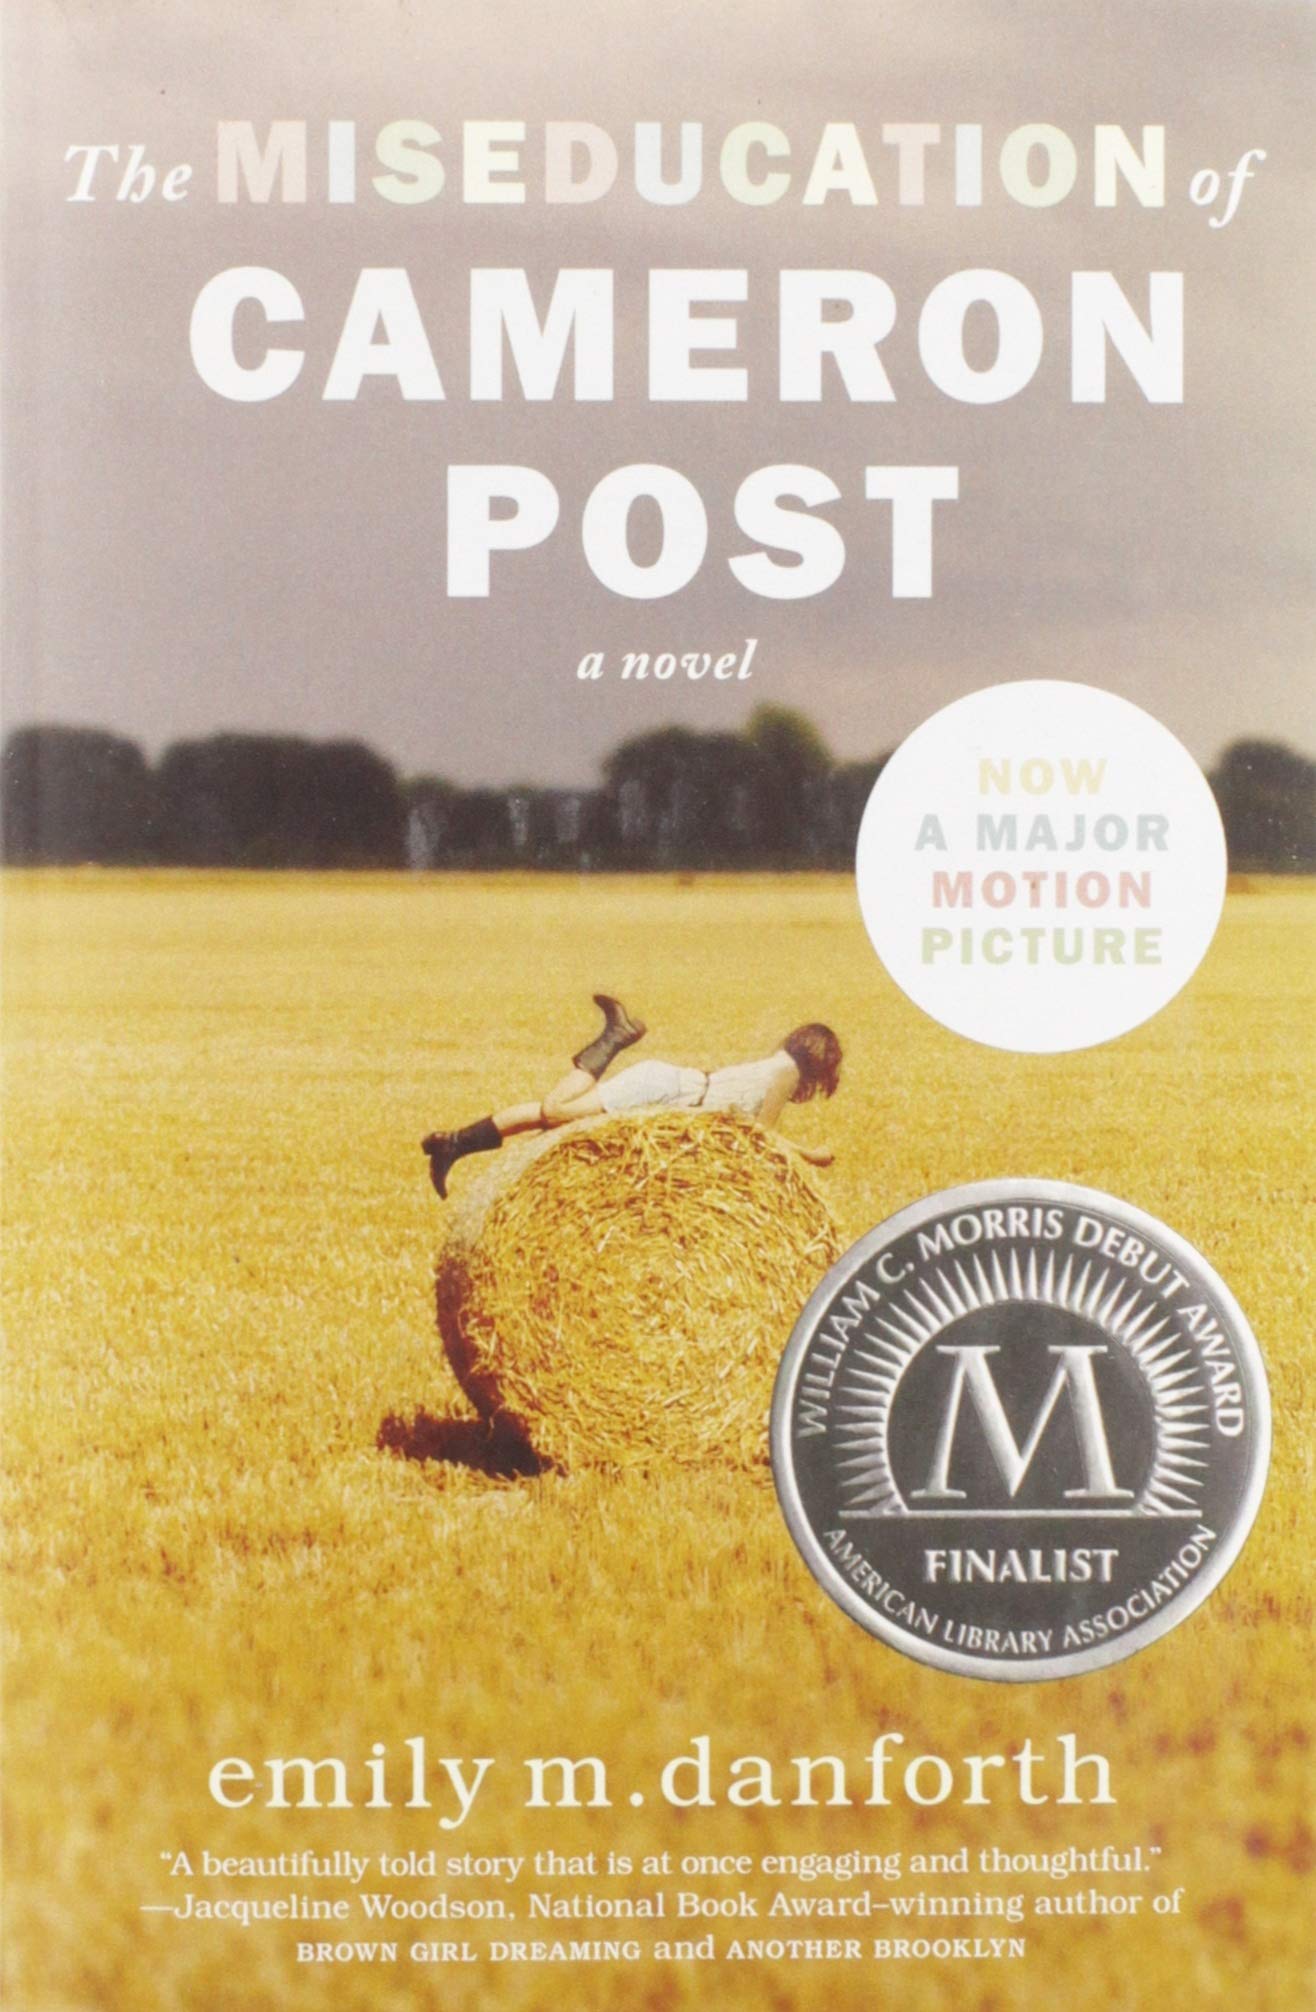 The MISEDUCATION of
CAMERON
POST
a novel
NOW
A MAJOR
MOTION
PICTURE
WILLIAM C. MORRIS DEBUT AWARD
M
FINALIST
AMERICAN LIBRARY ASSOCIATION
emily m. danforth
“A beautifully told story that is at once engaging and thoughtful.”
—Jacqueline Woodson, National Book Award–winning author of
BROWN GIRL DREAMING and ANOTHER BROOKLYN